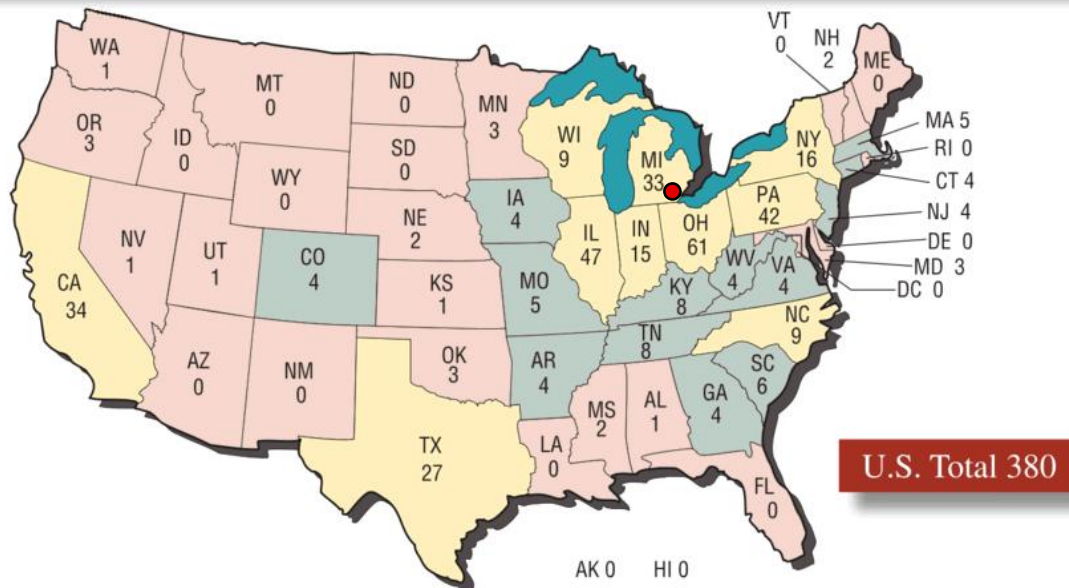 VT
0
NH
2
WA
1
MT
0
ND
0
ME
0
MN
3
OR
3
ID
0
SD
0
WI
9
MI
33
NY
16
MA 5
RI 0
CT 4
WY
0
NE
2
IA
4
PA
42
NJ 4
DE 0
MD 3
DC 0
NV
1
UT
1
CO
4
IL
47
IN
15
OH
61
WV
4
VA
4
CA
34
KS
1
MO
5
KY
8
NC
9
TN
8
AZ
0
NM
0
OK
3
AR
4
SC
6
GA
4
MS
2
AL
1
TX
27
LA
0
FL
0
U.S. Total 380
AK 0 HI 0